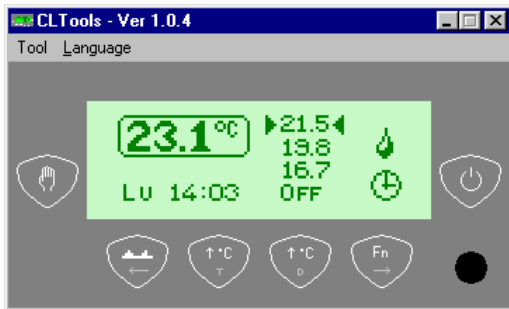 CLTools - Ver 1.0.4
Tool Language
23.1°C
21.5
19.8
16.7
OFF
Lu 14:03
↑°C
T
↑°C
D
Fn